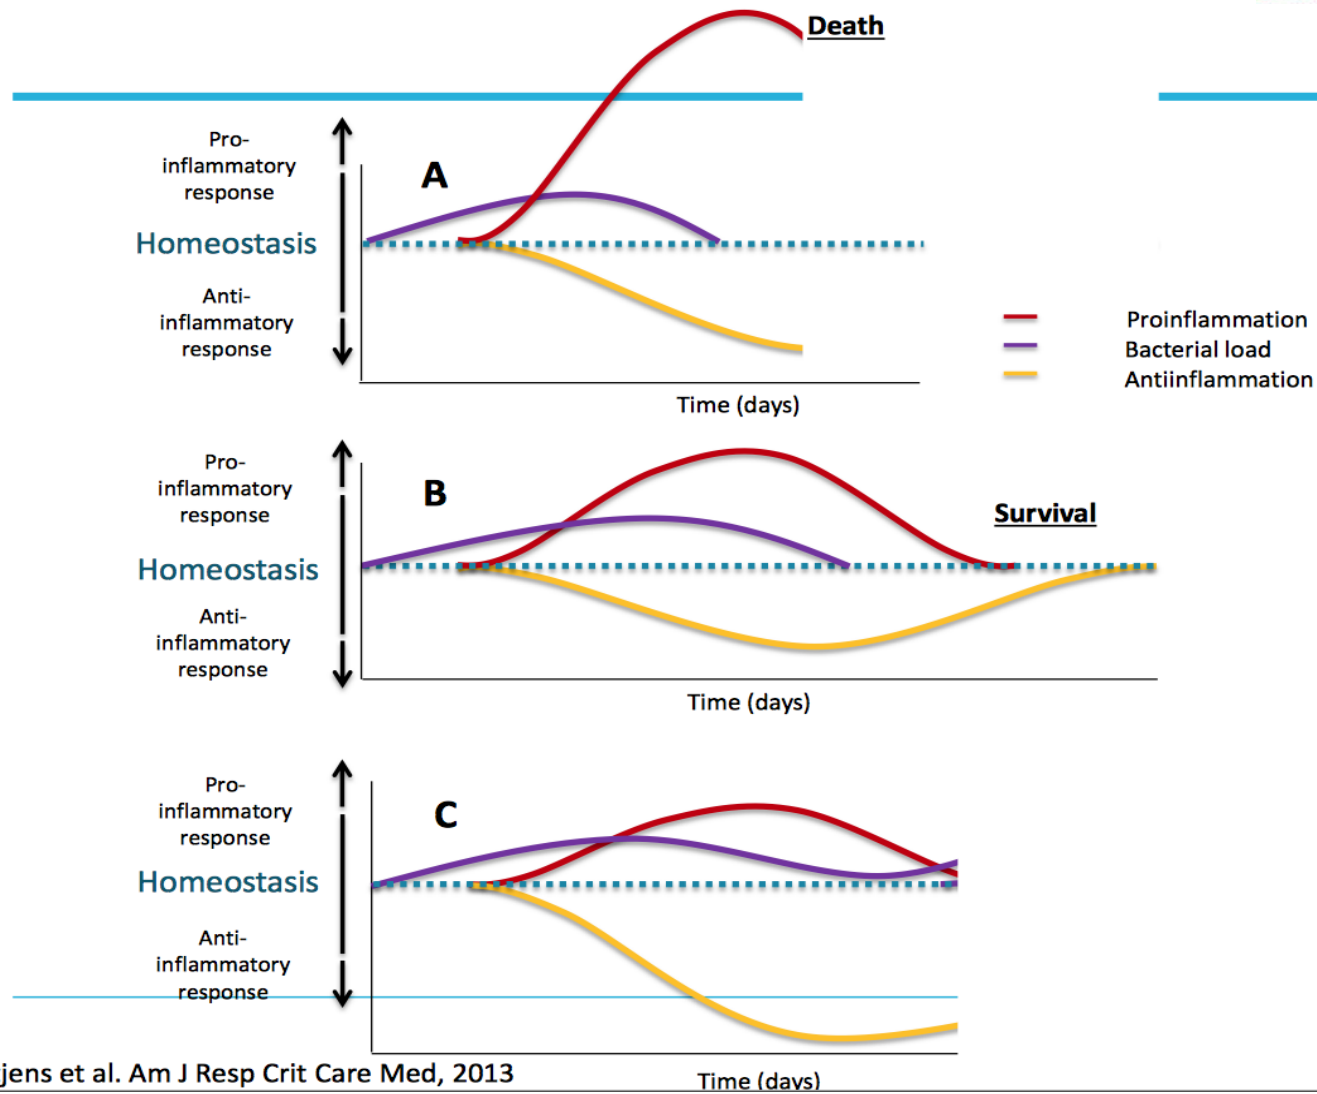 Death
Pro-
inflammatory
response
A
Homeostasis
Anti-
inflammatory
response
Time (days)
Proinflammation
Bacterial load
Antiinflammation
Pro-
inflammatory
response
B
Survival
Homeostasis
Anti-
inflammatory
response
Time (days)
Pro-
inflammatory
response
C
Homeostasis
Anti-
inflammatory
response
jens et al. Am J Resp Crit Care Med, 2013
Time (days)